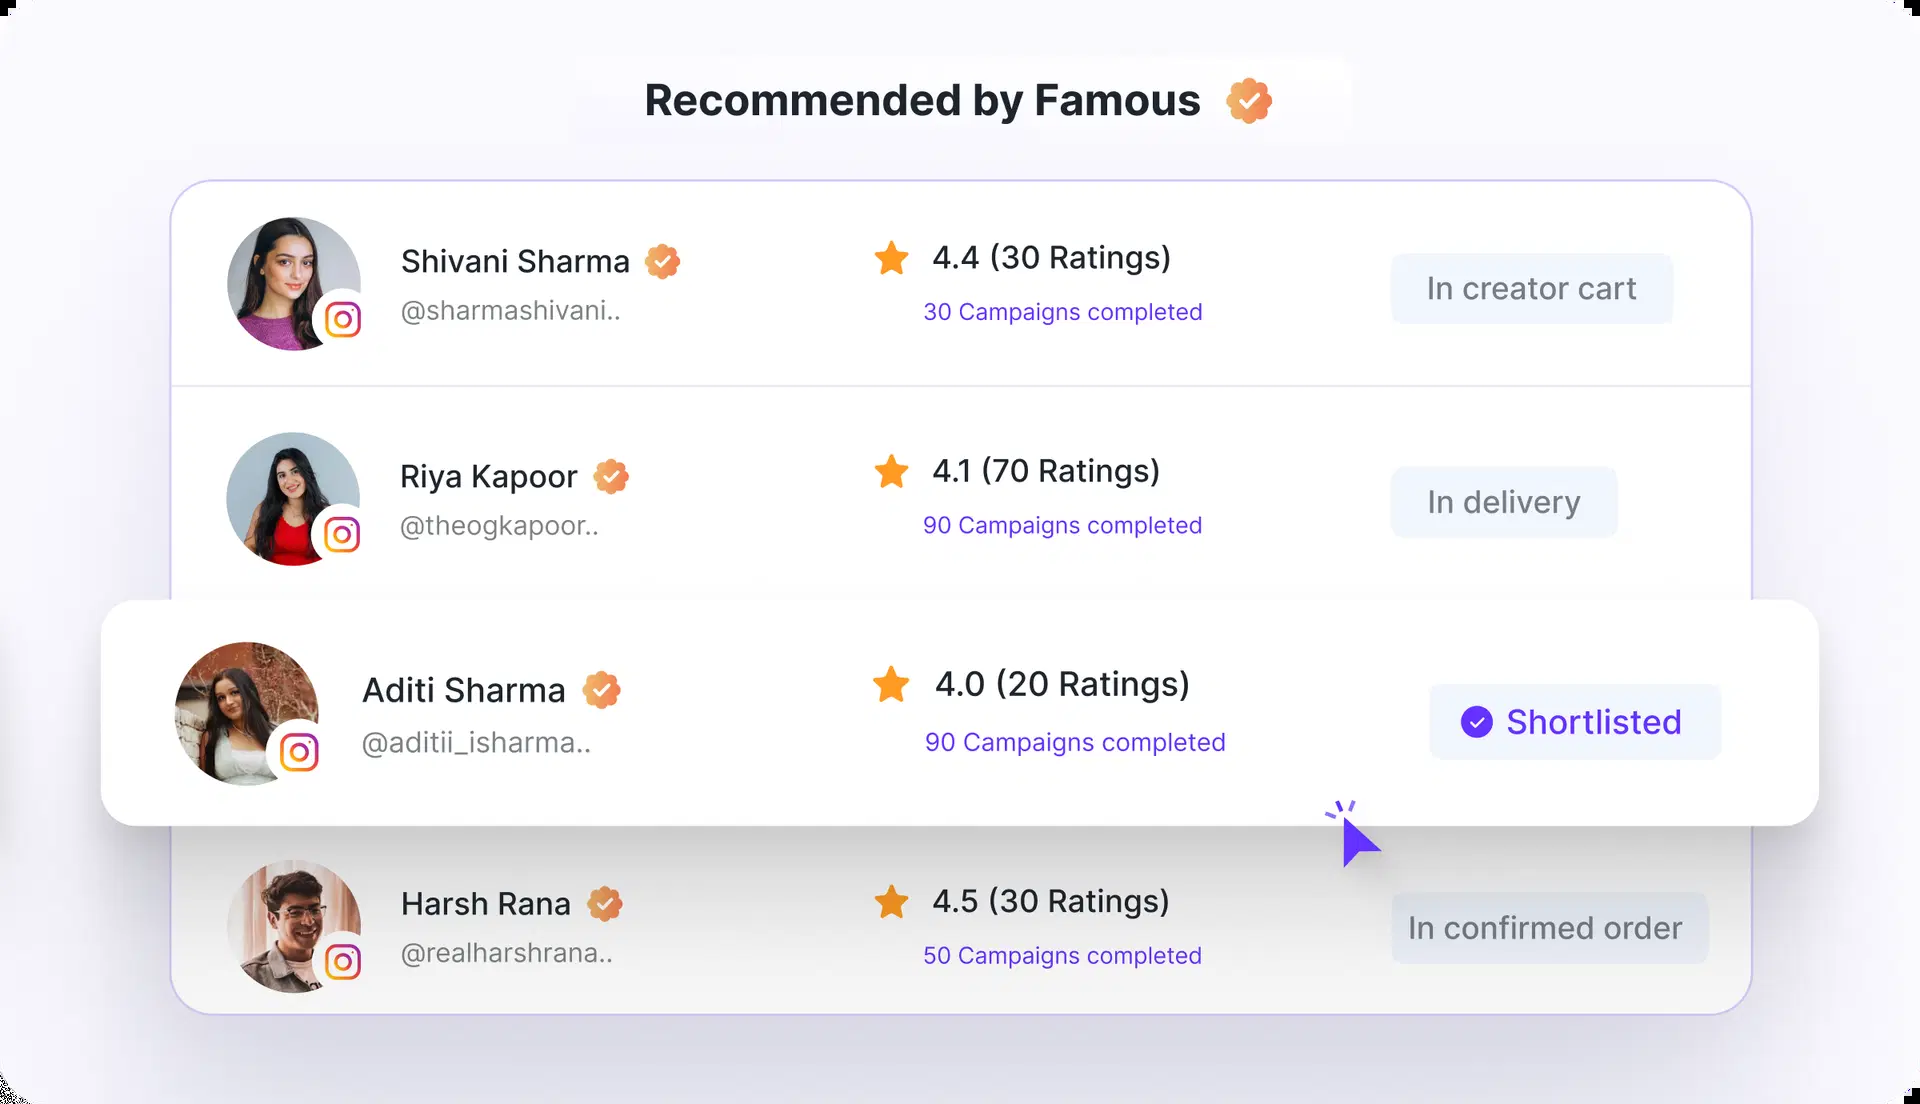 Recommended by Famous
Shivani Sharma
@sharmashivani..
4.4 (30 Ratings)
30 Campaigns completed
In creator cart
Riya Kapoor
@theogkapoor..
4.1 (70 Ratings)
90 Campaigns completed
In delivery
Aditi Sharma
@aditii_isharma..
4.0 (20 Ratings)
90 Campaigns completed
Shortlisted
Harsh Rana
@realharshrana..
4.5 (30 Ratings)
50 Campaigns completed
In confirmed order